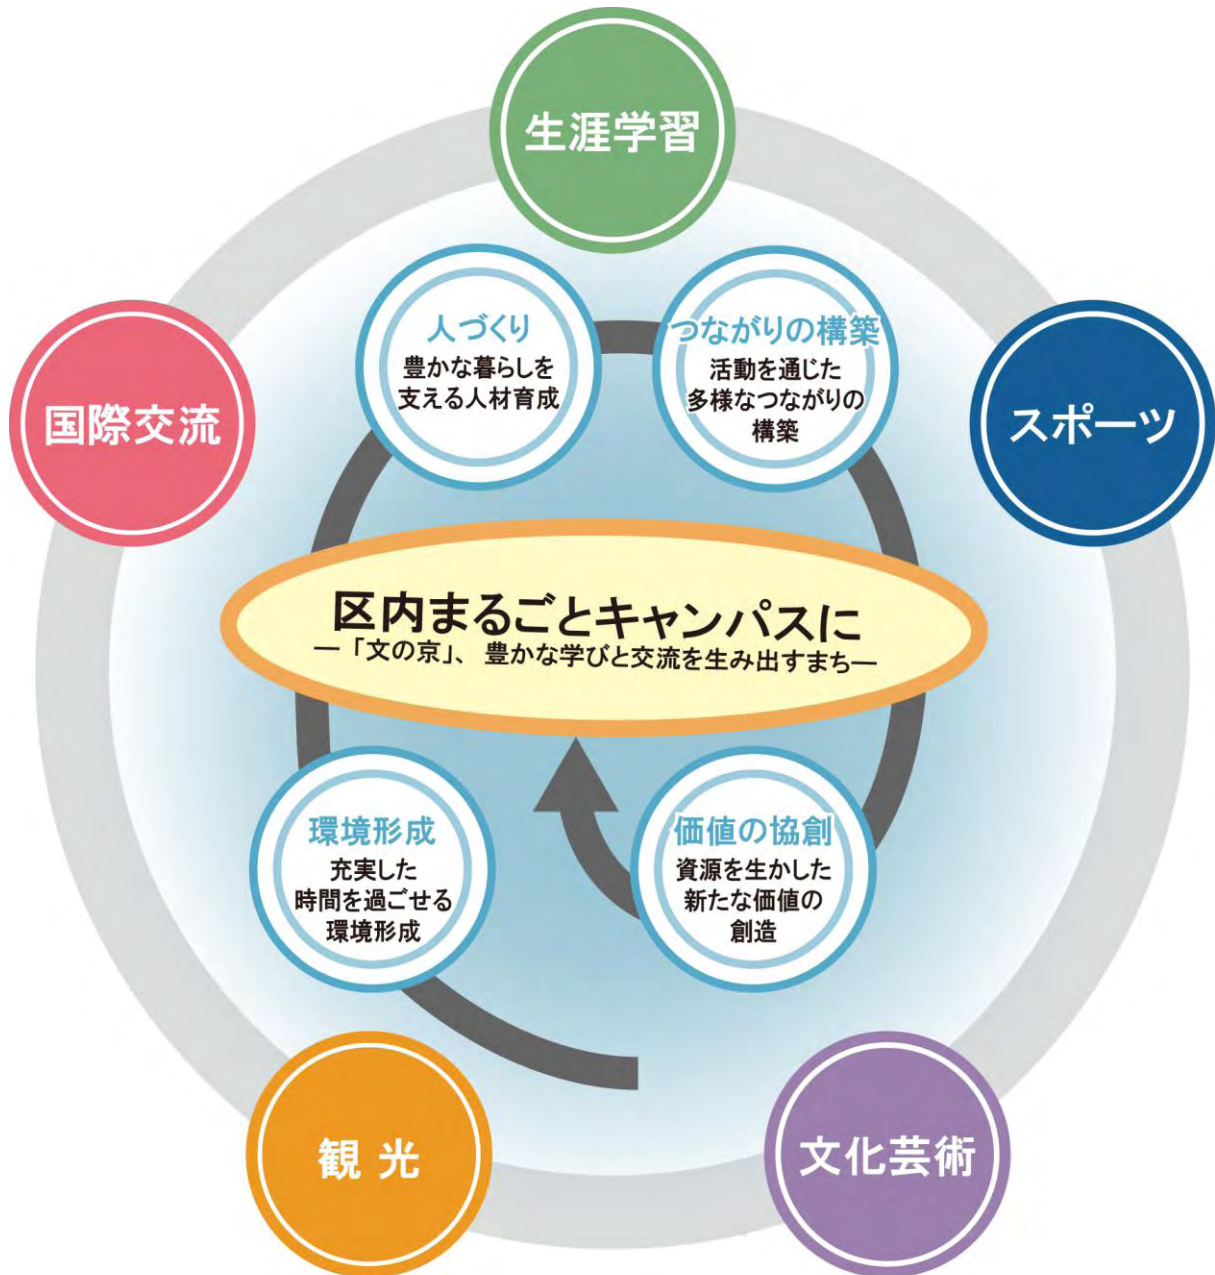 生涯学習
国際交流
スポーツ
人づくり
豊かな暮らしを
支える人材育成
つながりの構築
活動を通じた
多様なつながりの
構築
区内まるごとキャンパスに
―「文の京」、豊かな学びと交流を生み出すまち―
環境形成
充実した
時間を過ごせる
環境形成
価値の協創
資源を生かした
新たな価値の
創造
観 光
文化芸術